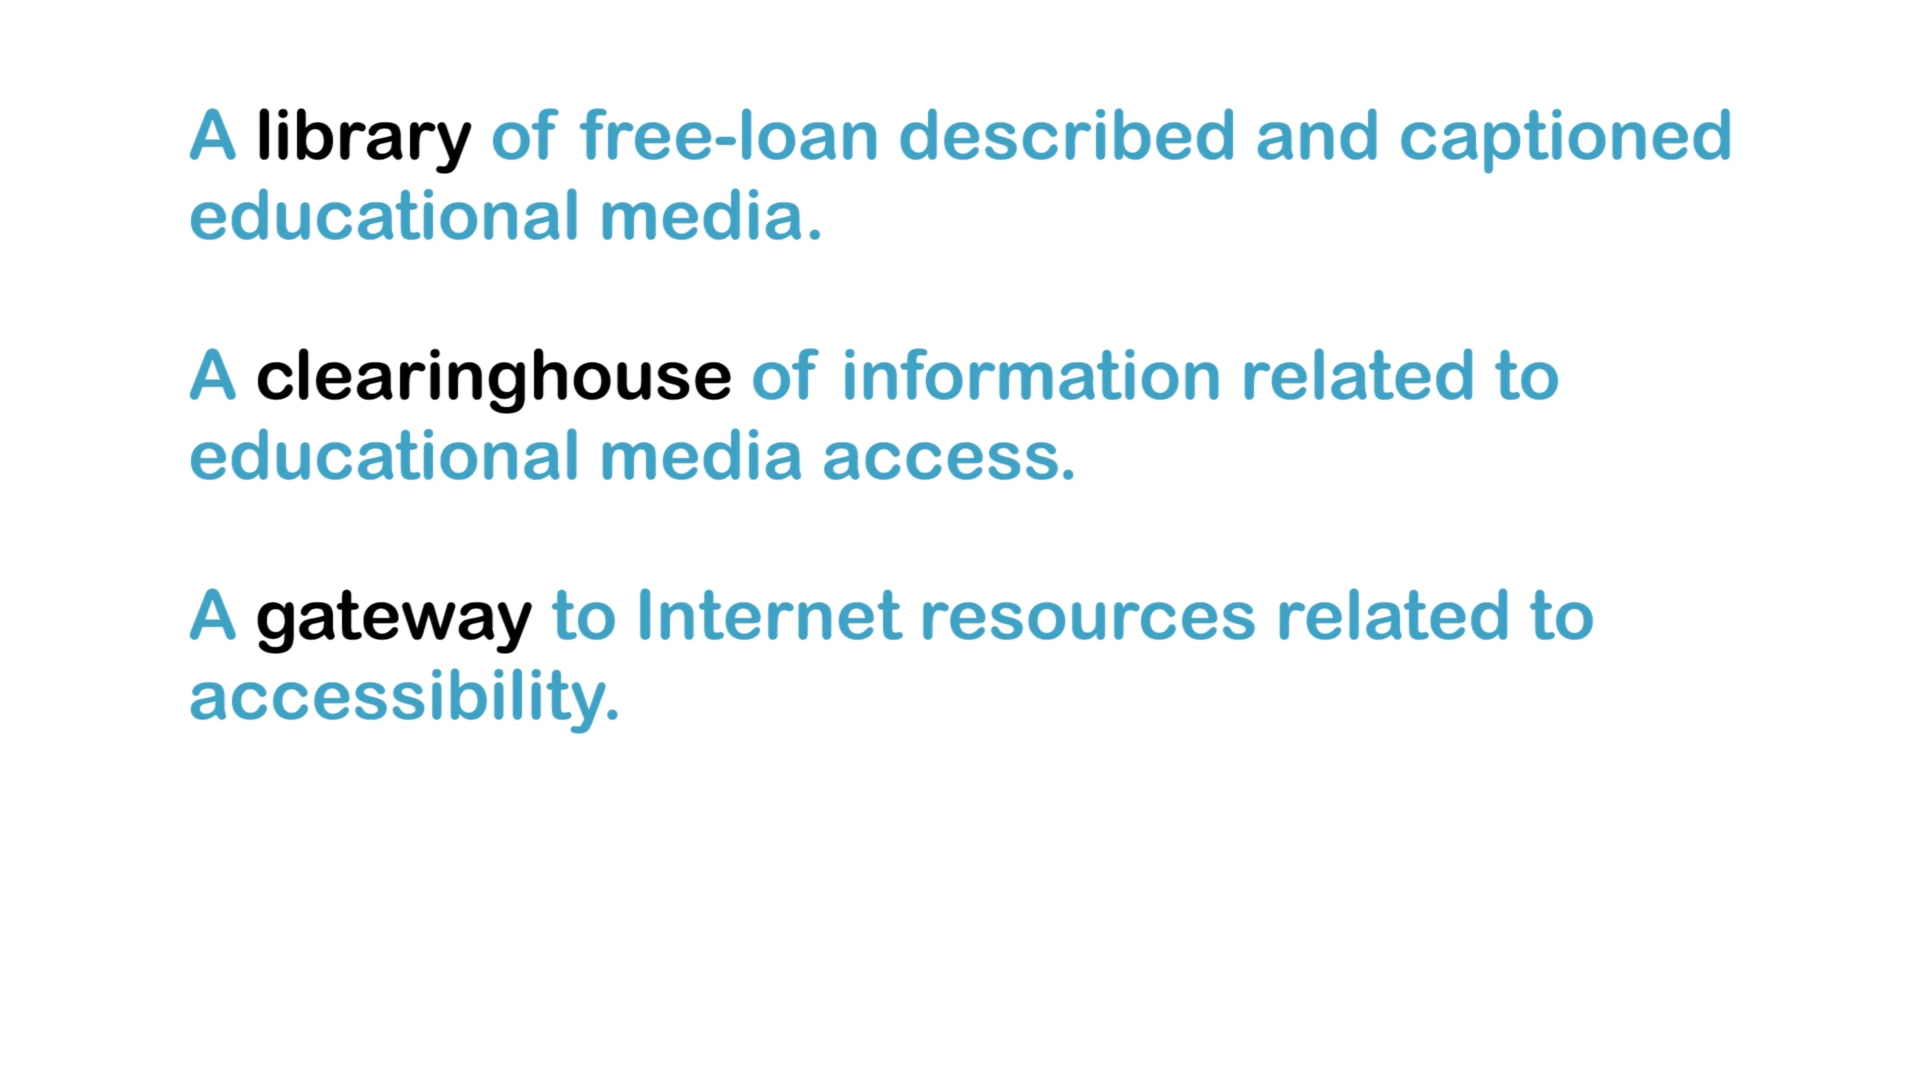 A library of free-loan described and captioned
educational media.
A clearinghouse of information related to
educational media access.
A gateway to Internet resources related to
accessibility.